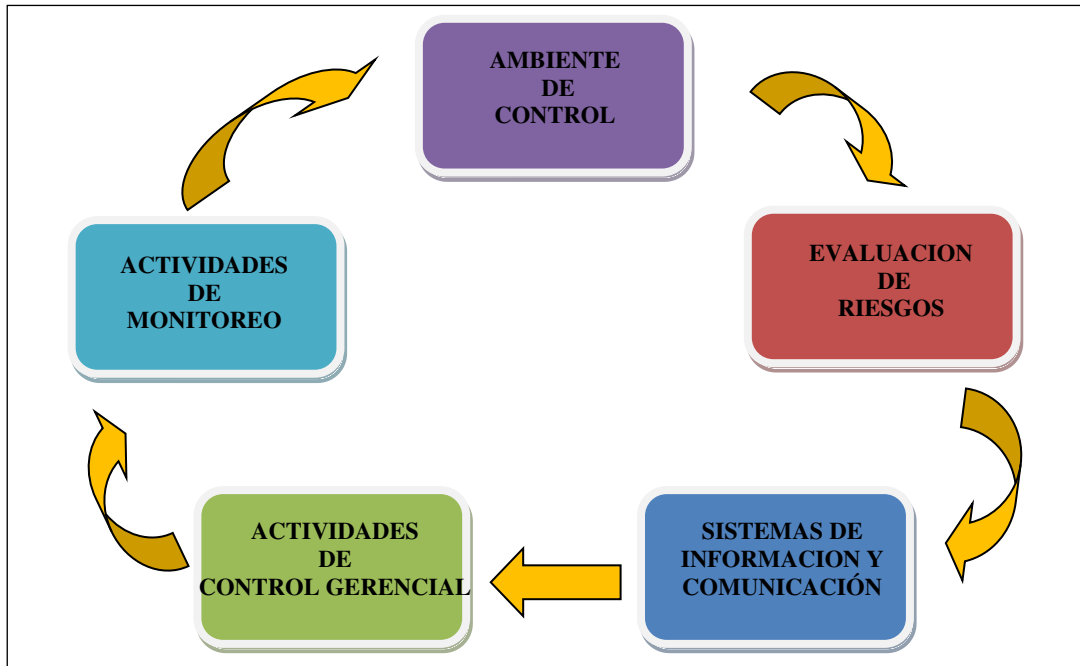 AMBIENTE
DE
CONTROL
EVALUACION
DE
RIESGOS
SISTEMAS DE
INFORMACION Y
COMUNICACIÓN
ACTIVIDADES
DE
CONTROL GERENCIAL
ACTIVIDADES
DE
MONITOREO